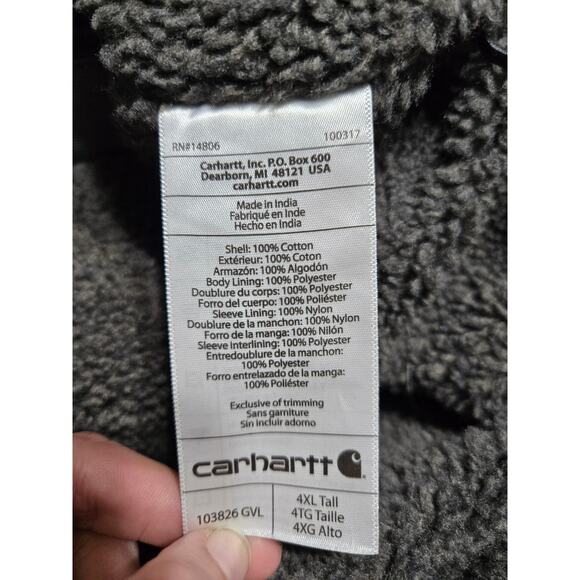 RN#14806 100317
Carhartt, Inc. P.O. Box 600
Dearborn, MI 48121 USA
carhartt.com
Made in India
Fabriqué en Inde
Hecho en India
Shell: 100% Cotton
Extérieur: 100% Coton
Armazón: 100% Algodón
Body Lining: 100% Polyester
Doublure du corps: 100% Polyester
Forro del cuerpo: 100% Poliéster
Sleeve Lining: 100% Nylon
Doublure de la manchon: 100% Nylon
Forro de la manga: 100% Nilón
Sleeve Interlining: 100% Polyester
Entredoublure de la manchon:
100% Polyester
Forro entrelazado de la manga:
100% Poliéster
Exclusive of trimming
Sans garniture
Sin incluir adorno
carhartt
103826 GVL
4XL Tall
4TG Taille
4XG Alto